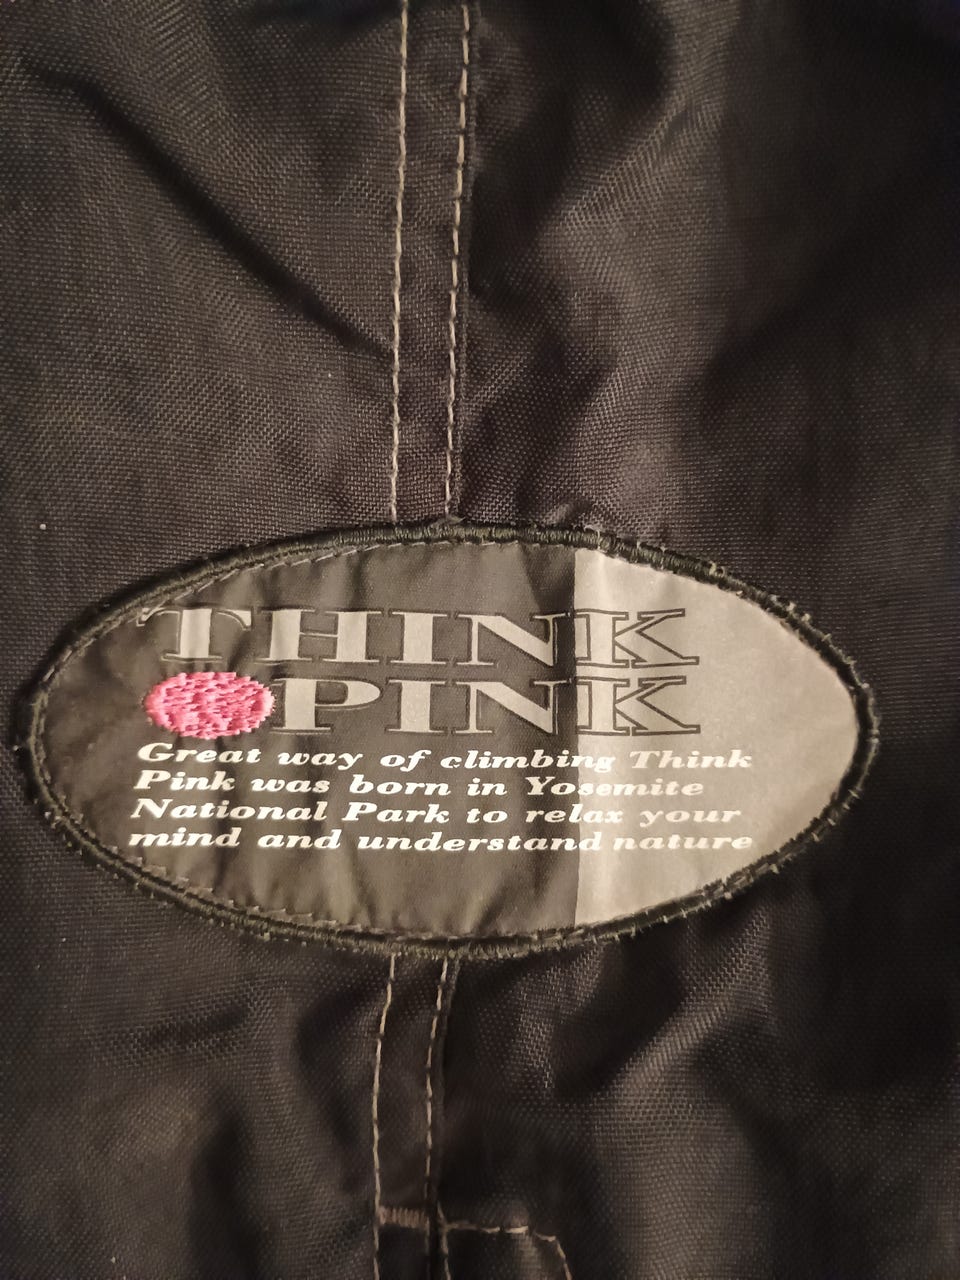 THINK
PINK
Great way of climbing Think
Pink was born in Yosemite
National Park to relax your
mind and understand nature